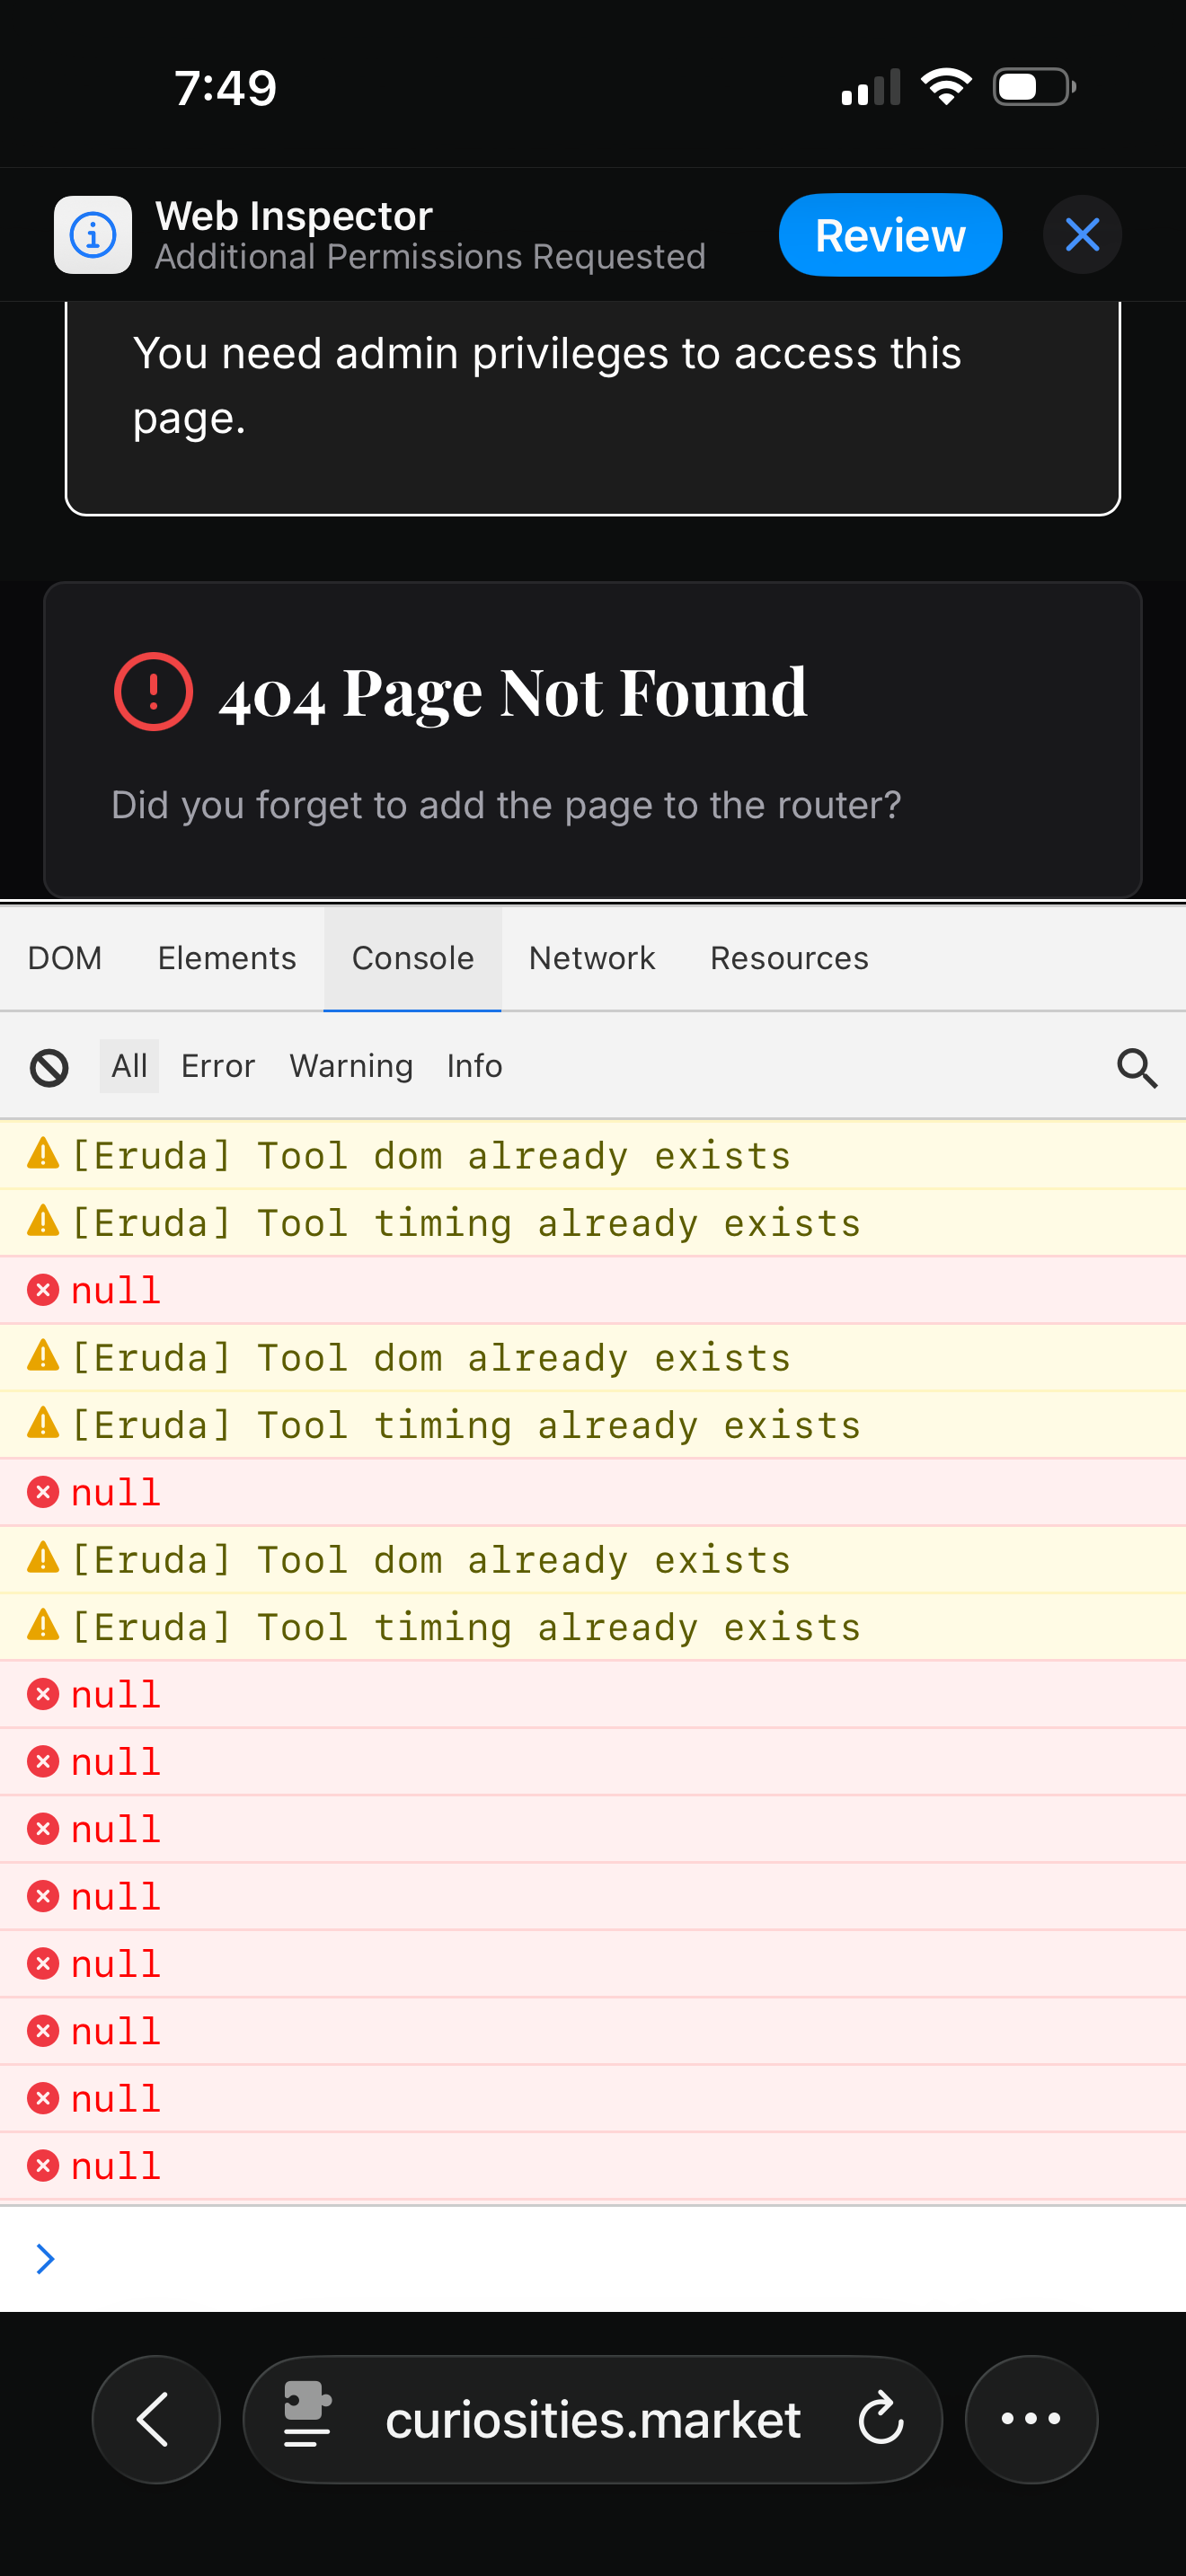 7:49
Web Inspector
Additional Permissions Requested
Review
You need admin privileges to access this
page.
404 Page Not Found
Did you forget to add the page to the router?
DOM Elements Console Network Resources
All Error Warning Info
[Eruda] Tool dom already exists
[Eruda] Tool timing already exists
null
[Eruda] Tool dom already exists
[Eruda] Tool timing already exists
null
[Eruda] Tool dom already exists
[Eruda] Tool timing already exists
null
null
null
null
null
null
null
null
curiosities.market